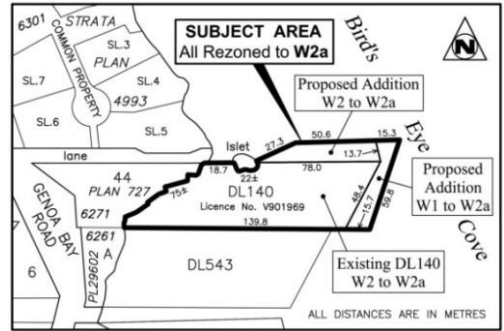 6301 STRATA
SL.3
PLAN
SL.7
SL.4
COMMON PROPERTY
4993
SL.6
SL.5
lane
SUBJECT AREA
All Rezoned to W2a
Bird's
N
Proposed Addition
W2 to W2a
Islet
27.3
50.6
15.3
Eye
18.7
13.7
44
22±
78.0
PLAN 727
75±
DL140
Licence No. V901969
48.4
59.8
Proposed
Addition
W1 to W2a
GENOA BAY
ROAD
6271
139.8
15.7
Cove
6261
A
6
PL29602
DL543
Existing DL140
W2 to W2a
ALL DISTANCES ARE IN METRES